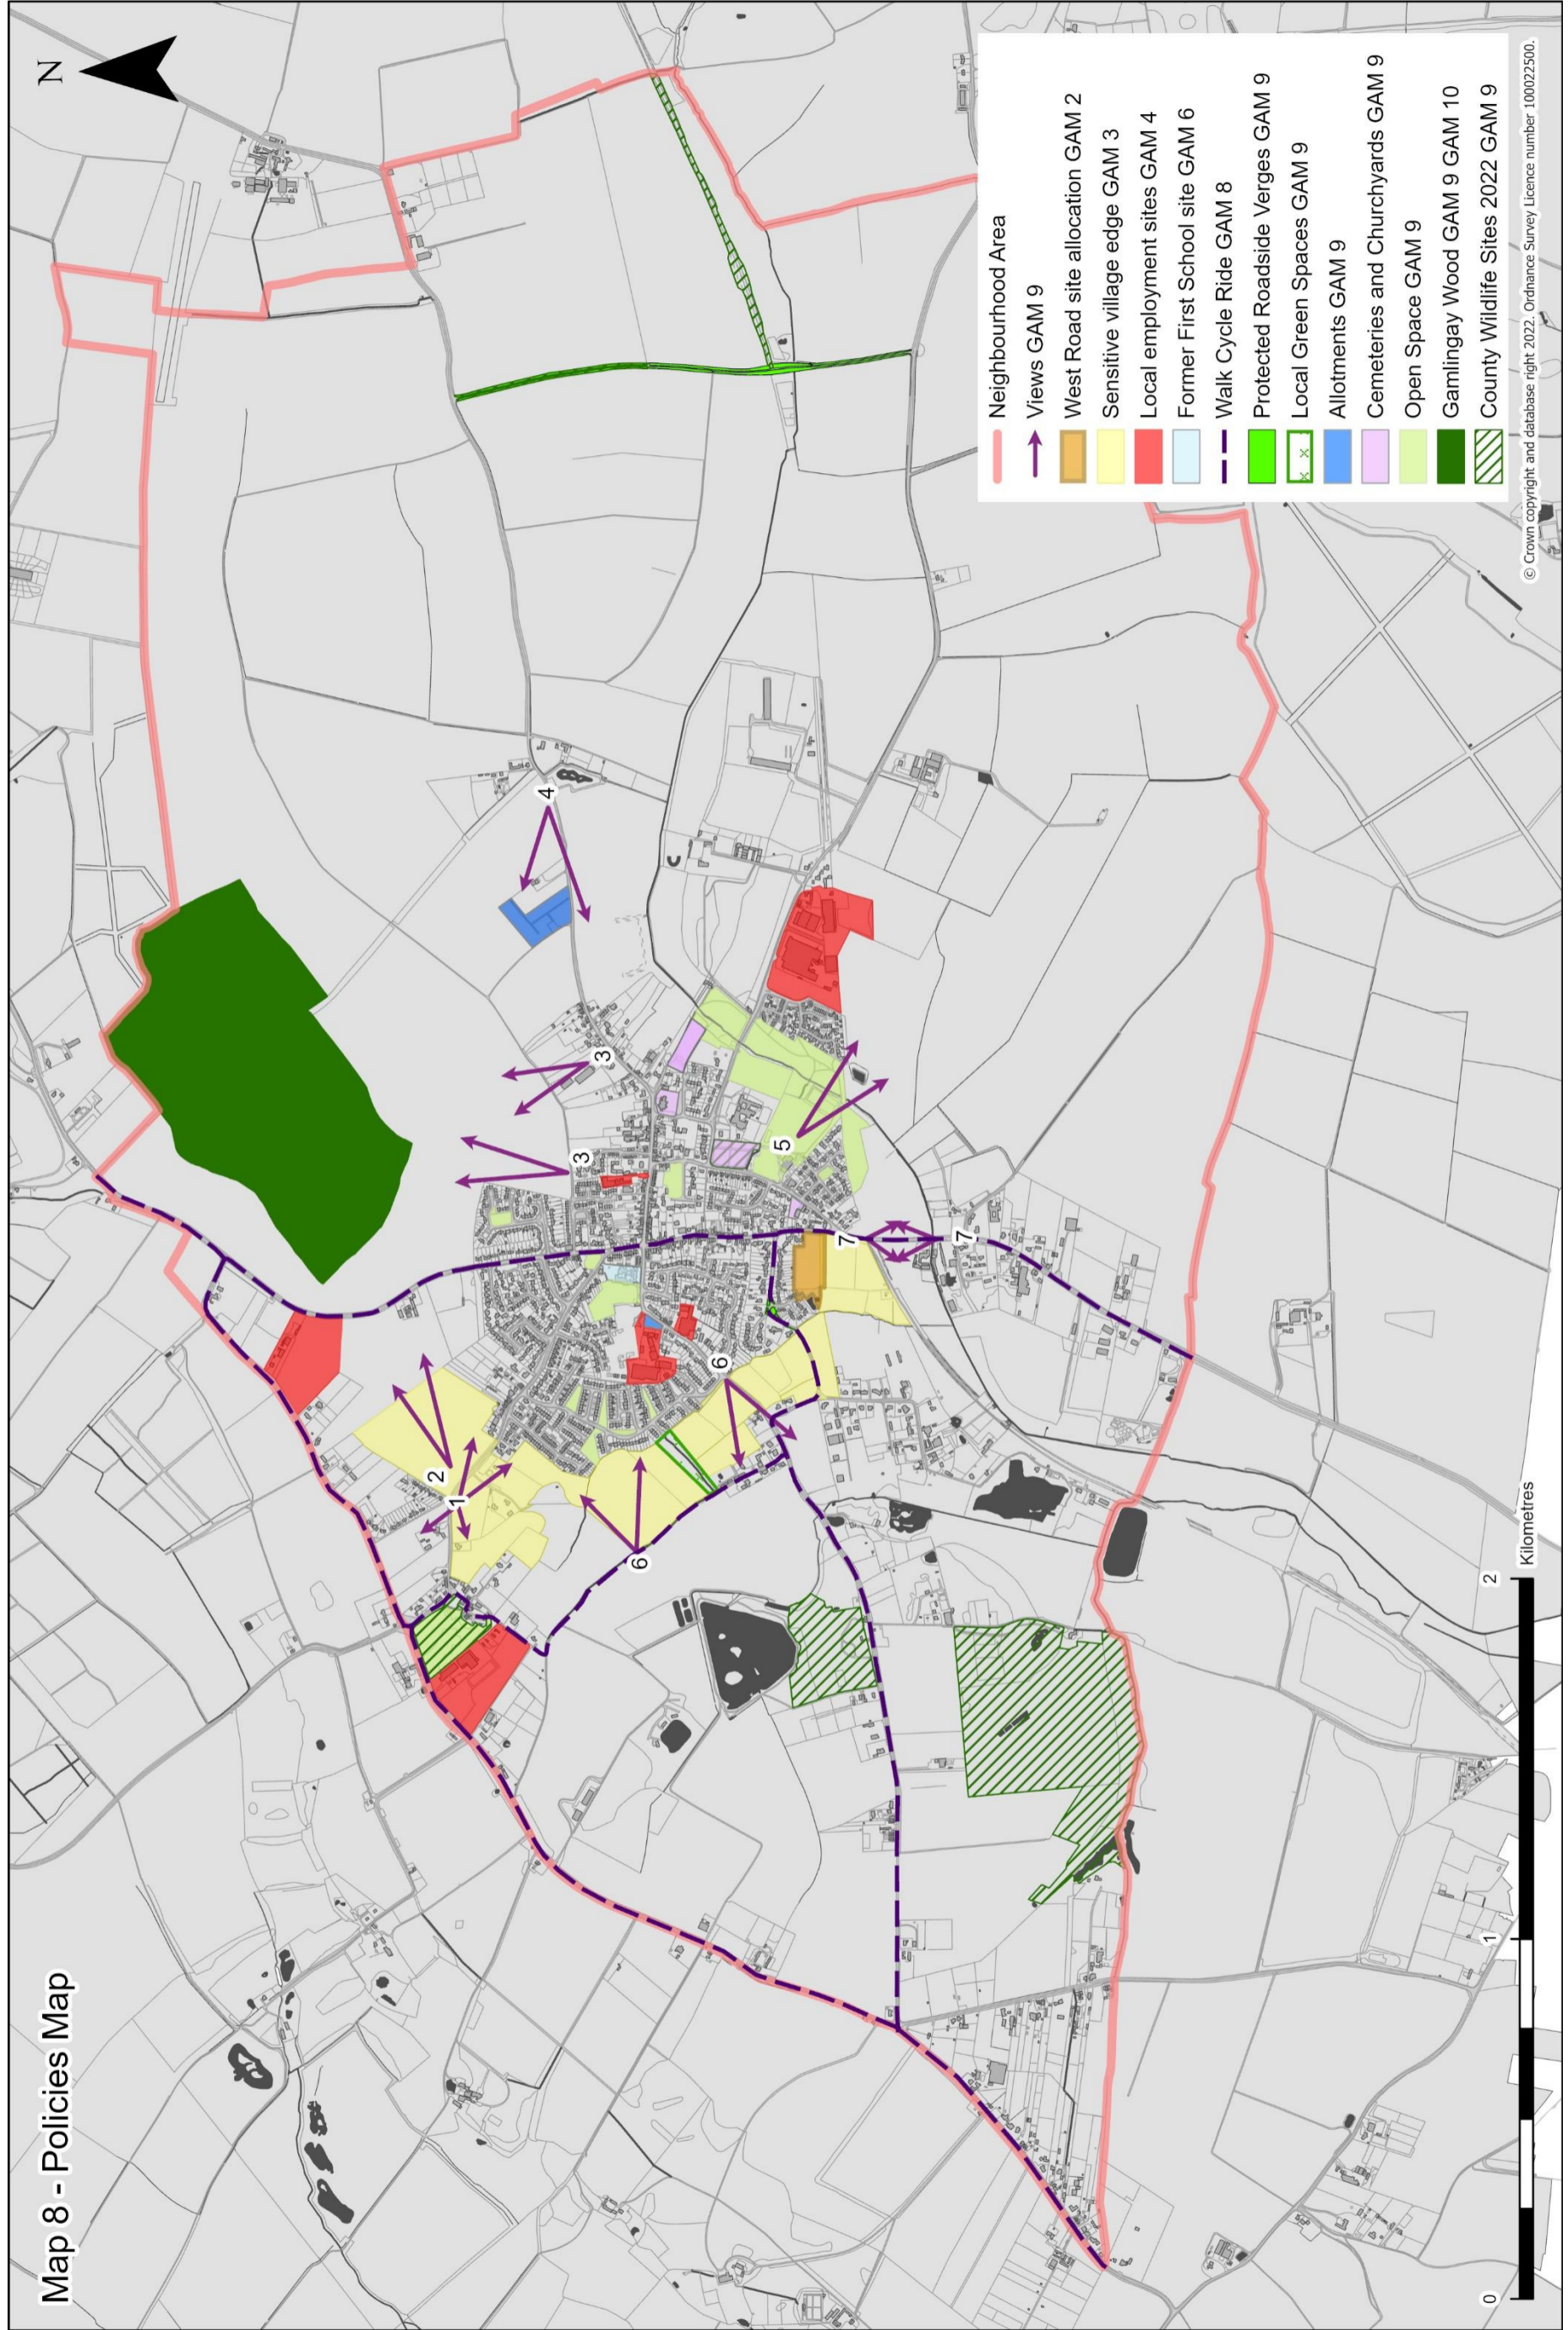 Map 8 - Policies Map
N
1
2
3
3
4
5
6
6
7
7
Neighbourhood Area
Views GAM 9
West Road site allocation GAM 2
Sensitive village edge GAM 3
Local employment sites GAM 4
Former First School site GAM 6
Walk Cycle Ride GAM 8
Protected Roadside Verges GAM 9
Local Green Spaces GAM 9
Allotments GAM 9
Cemeteries and Churchyards GAM 9
Open Space GAM 9
Gamlingay Wood GAM 9 GAM 10
County Wildlife Sites 2022 GAM 9
0 1 2
Kilometres
© Crown copyright and database right 2022. Ordnance Survey Licence number 100022500.